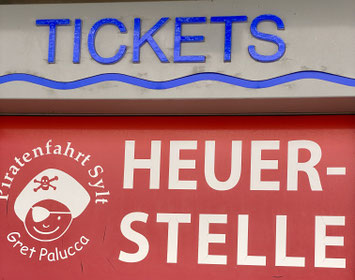 TICKETS
Piratenfahrt Sylt
Gret Palucca
HEUER-
STELLE